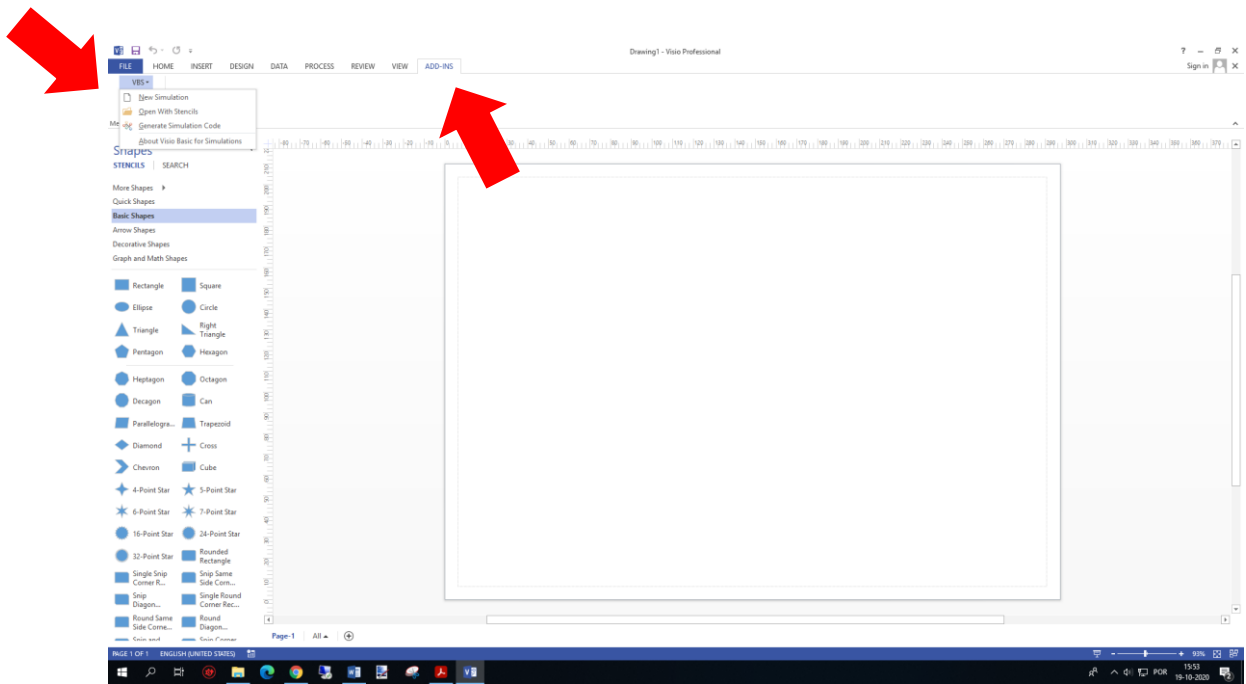 Drawing1 - Visio Professional
FILE HOME INSERT DESIGN DATA PROCESS REVIEW VIEW ADD-INS Sign in
VBS
New Simulation
Open With Stencils
Generate Simulation Code
Me
About Visio Basic for Simulations
Shapes
STENCILS SEARCH
More Shapes
Quick Shapes
Basic Shapes
Arrow Shapes
Decorative Shapes
Graph and Math Shapes
Rectangle Square
Ellipse Circle
Triangle Right
Triangle
Pentagon Hexagon
Heptagon Octagon
Decagon Can
Parallelogra... Trapezoid
Diamond Cross
Chevron Cube
4-Point Star 5-Point Star
6-Point Star 7-Point Star
16-Point Star 24-Point Star
32-Point Star Rounded
Rectangle
Single Snip Snip Same
Corner R... Side Corn...
Snip Single Round
Diagon... Corner Rec...
Round Same Round
Side Corne... Diagon...
Snip and Snip Corner
Page-1 All
PAGE 1 OF 1 ENGLISH (UNITED STATES) 93%
POR 15:53
19-10-2020